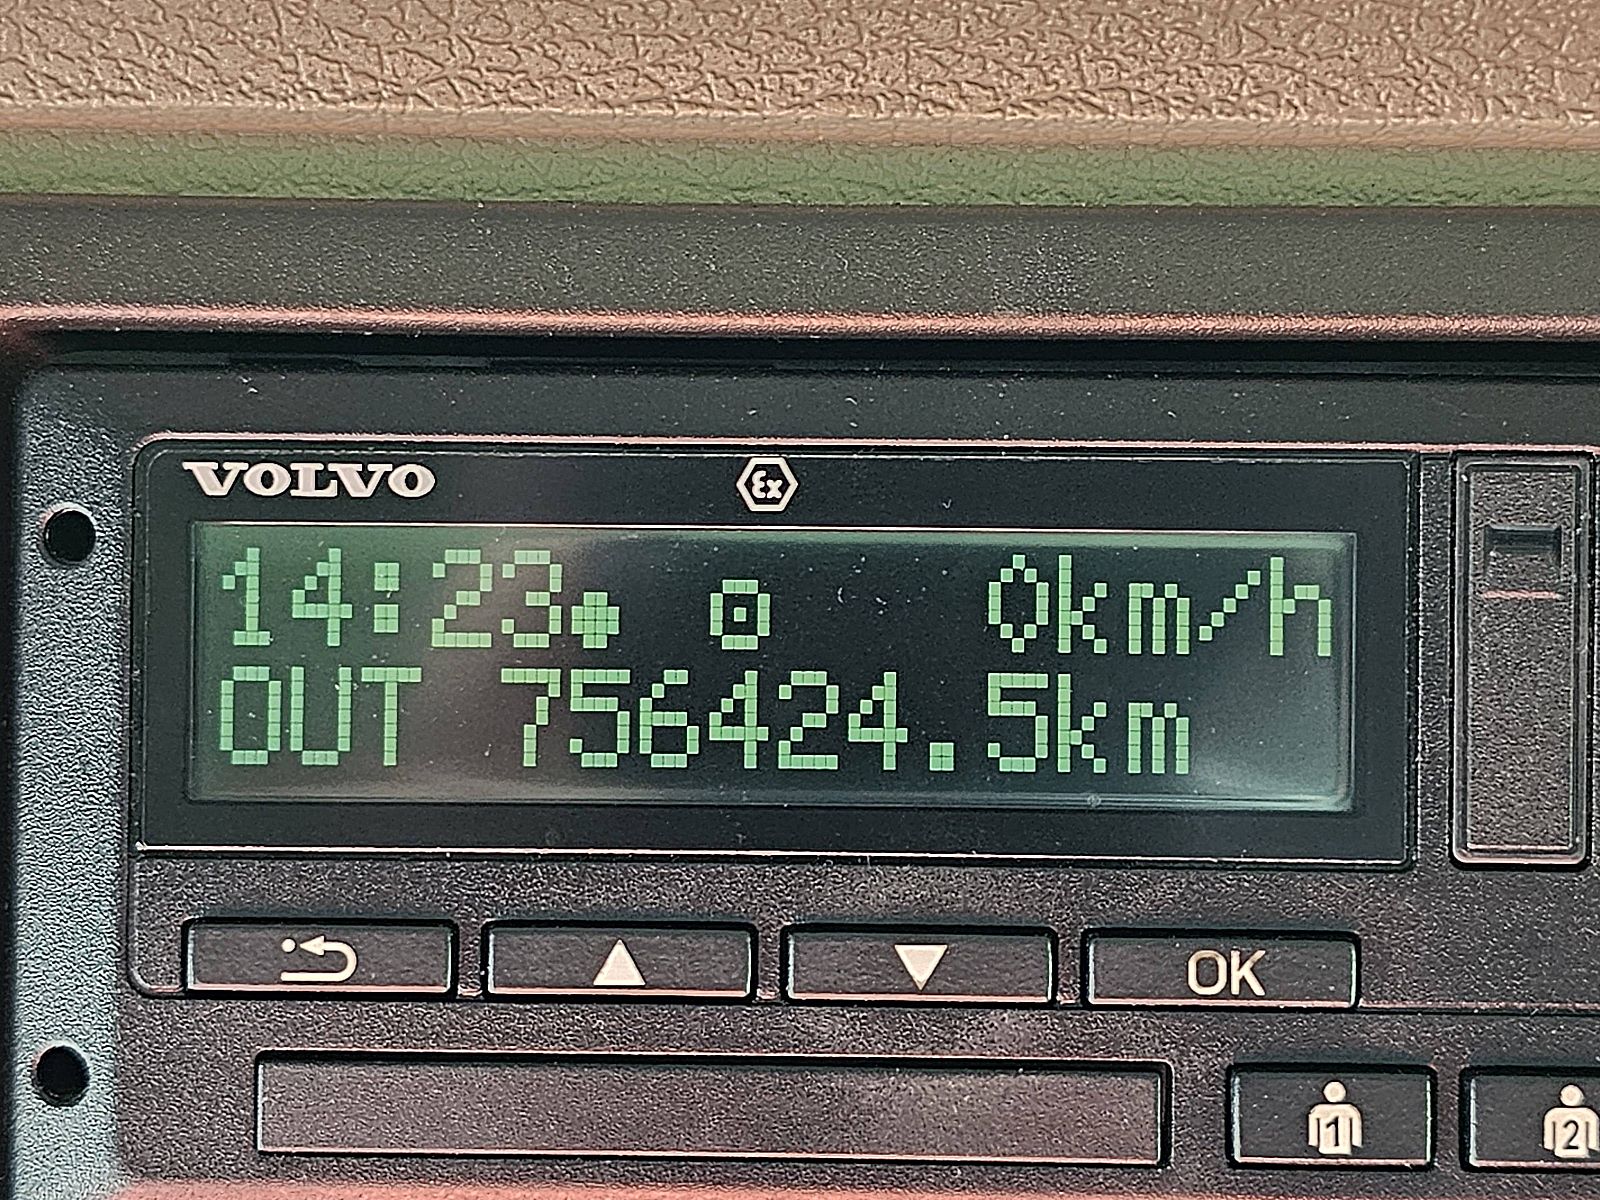 VOLVO
Ex
14:23● ⊡ 0km/h
OUT 756424.5km
OK
1
2